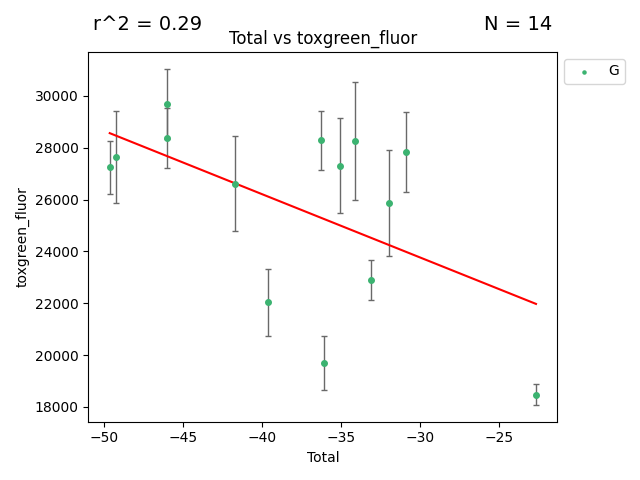 r^2 = 0.29
N = 14
Total vs toxgreen_fluor
G
30000
28000
26000
24000
22000
20000
18000
toxgreen_fluor
−50
−45
−40
−35
−30
−25
Total